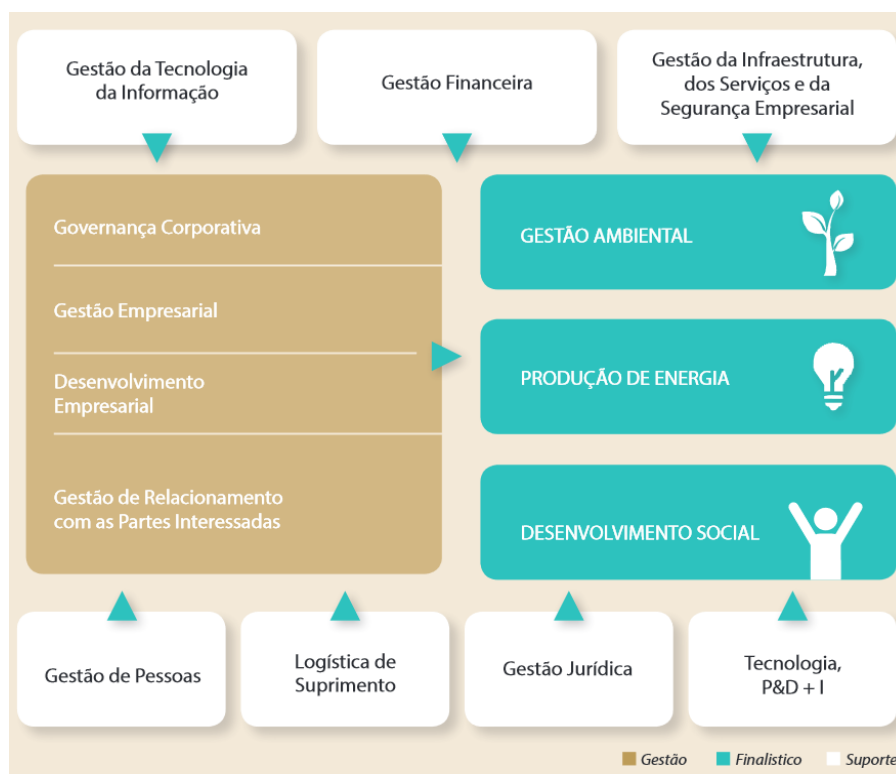 Gestão da Tecnologia
da Informação
Gestão Financeira
Gestão da Infraestrutura,
dos Serviços e da
Segurança Empresarial
Governança Corporativa
Gestão Empresarial
Desenvolvimento
Empresarial
Gestão de Relacionamento
com as Partes Interessadas
GESTÃO AMBIENTAL
PRODUÇÃO DE ENERGIA
DESENVOLVIMENTO SOCIAL
Gestão de Pessoas
Logística de
Suprimento
Gestão Jurídica
Tecnologia,
P&D + I
Gestão
Finalistico
Suporte